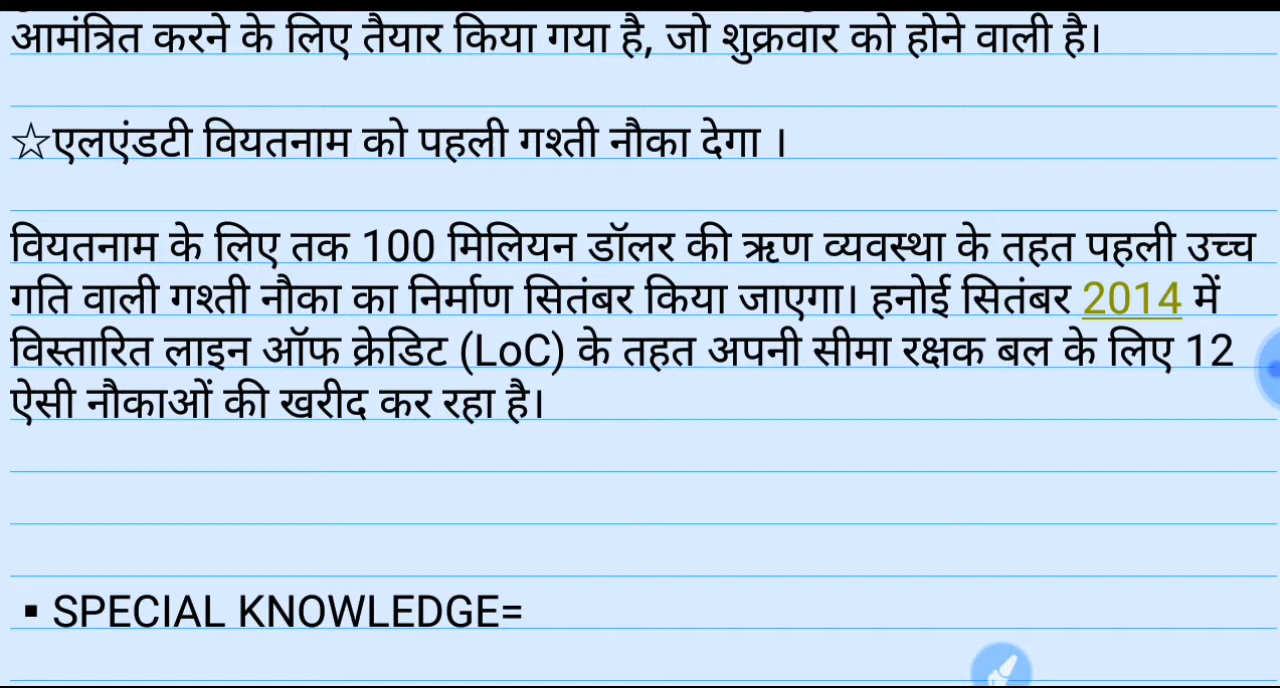 आमंत्रित करने के लिए तैयार किया गया है, जो शुक्रवार को होने वाली है।
☆एलएंडटी वियतनाम को पहली गश्ती नौका देगा ।
वियतनाम के लिए तक 100 मिलियन डॉलर की ऋण व्यवस्था के तहत पहली उच्च
गति वाली गश्ती नौका का निर्माण सितंबर किया जाएगा। हनोई सितंबर 2014 में
विस्तारित लाइन ऑफ क्रेडिट (LoC) के तहत अपनी सीमा रक्षक बल के लिए 12
ऐसी नौकाओं की खरीद कर रहा है।
▪ SPECIAL KNOWLEDGE=